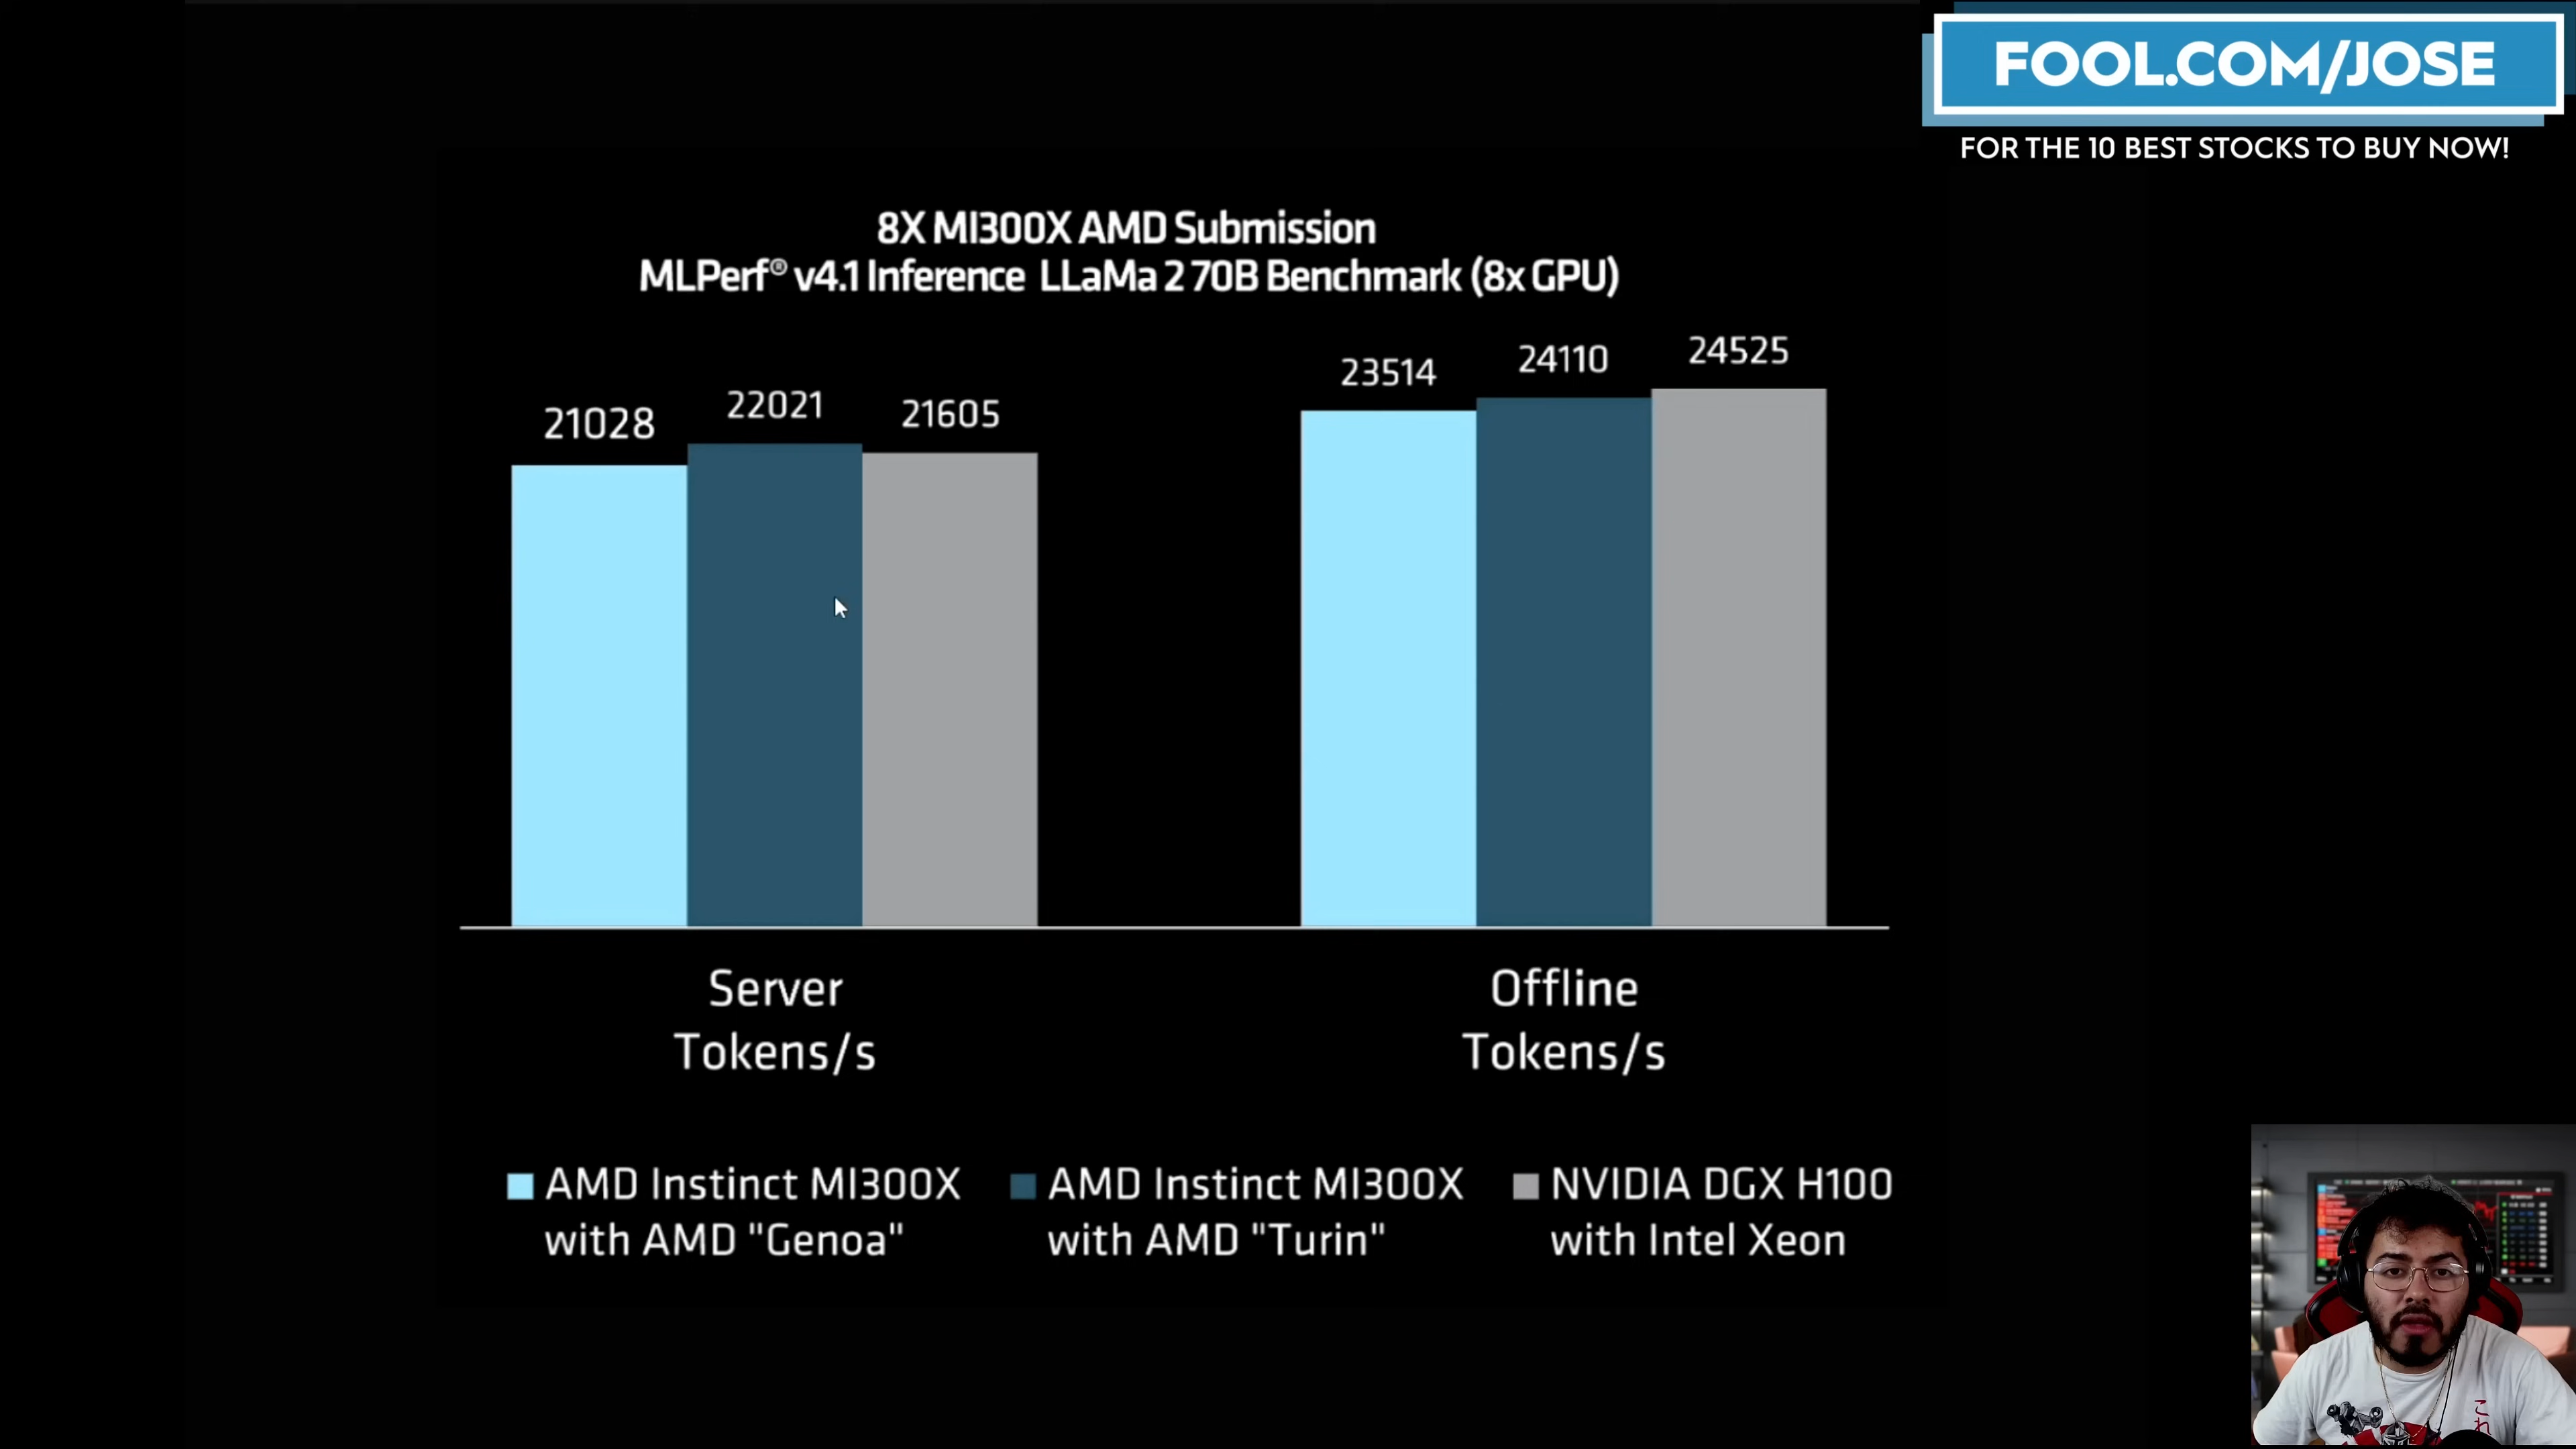 FOOL.COM/JOSE
FOR THE 10 BEST STOCKS TO BUY NOW!
8X MI300X AMD Submission
MLPerf® v4.1 Inference LLaMa 2 70B Benchmark (8x GPU)
21028
22021
21605
23514
24110
24525
Server
Tokens/s
Offline
Tokens/s
AMD Instinct MI300X
with AMD "Genoa"
AMD Instinct MI300X
with AMD "Turin"
NVIDIA DGX H100
with Intel Xeon